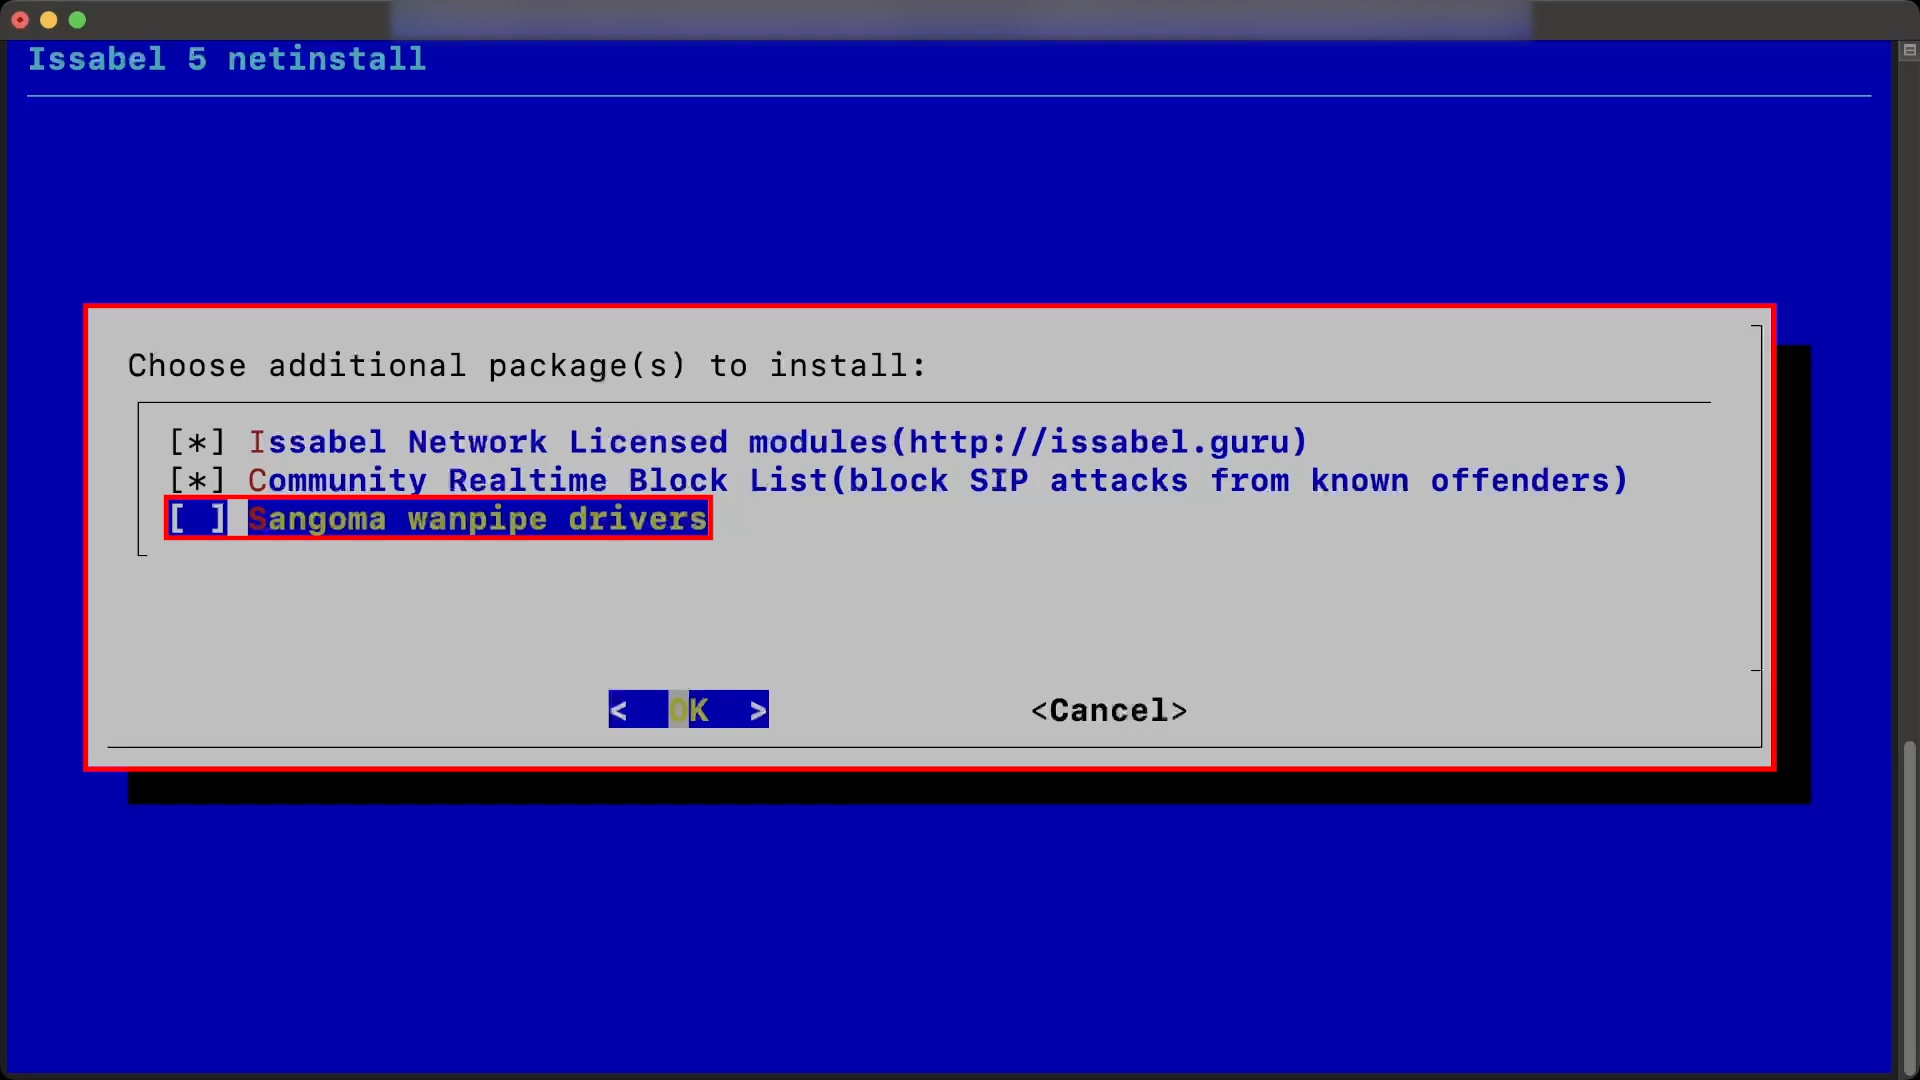 Issabel 5 netinstall
Choose additional package(s) to install:
[*] Issabel Network Licensed modules(http://issabel.guru)
[*] Community Realtime Block List(block SIP attacks from known offenders)
[ ] Sangoma wanpipe drivers
<  OK  > <Cancel>